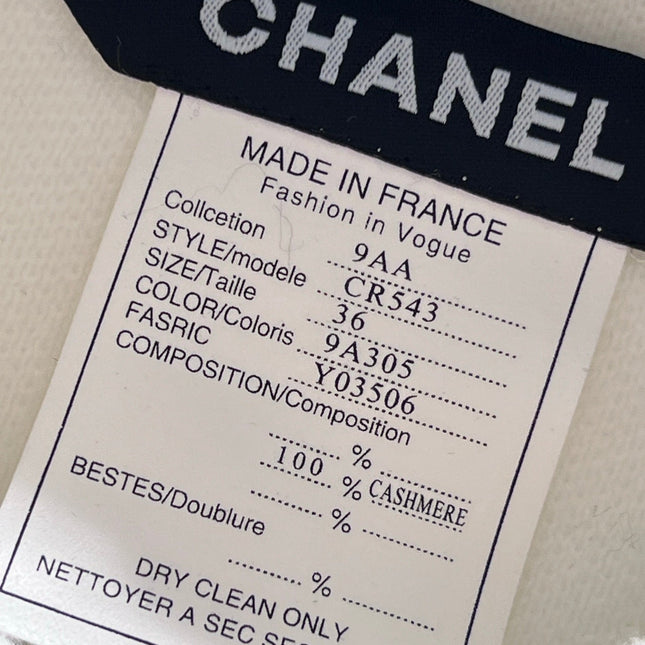 CHANEL
MADE IN FRANCE
Fashion in Vogue
Collcetion 9AA
STYLE/modele CR543
SIZE/Taille 36
COLOR/Coloris 9A305
FASRIC Y03506
COMPOSITION/Composition
%
100 % CASHMERE
%
BESTES/Doublure
%
DRY CLEAN ONLY
NETTOYER A SEC